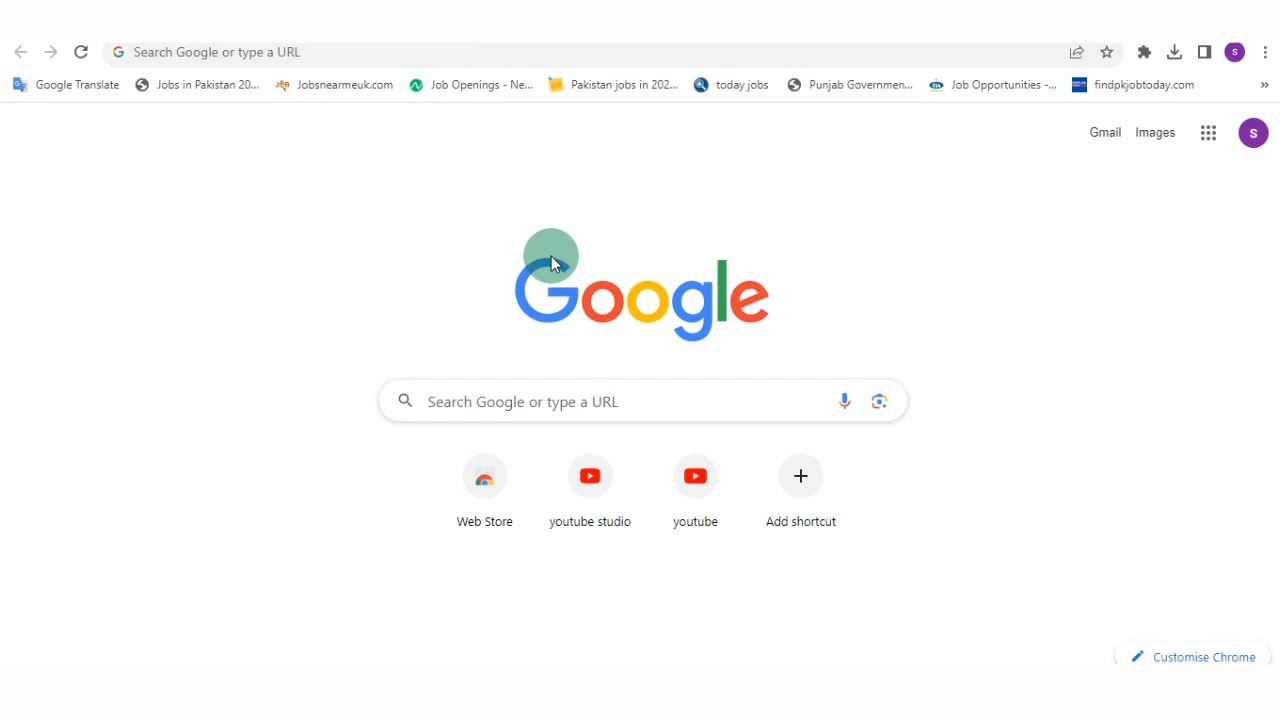 Search Google or type a URL S
Google Translate Jobs in Pakistan 20... Jobsnearmeuk.com Job Openings - Ne... Pakistan jobs in 202... today jobs Punjab Governmen... Job Opportunities -... findpkjobtoday.com »
Gmail Images S
Google
Search Google or type a URL
Web Store youtube studio youtube Add shortcut
Customise Chrome